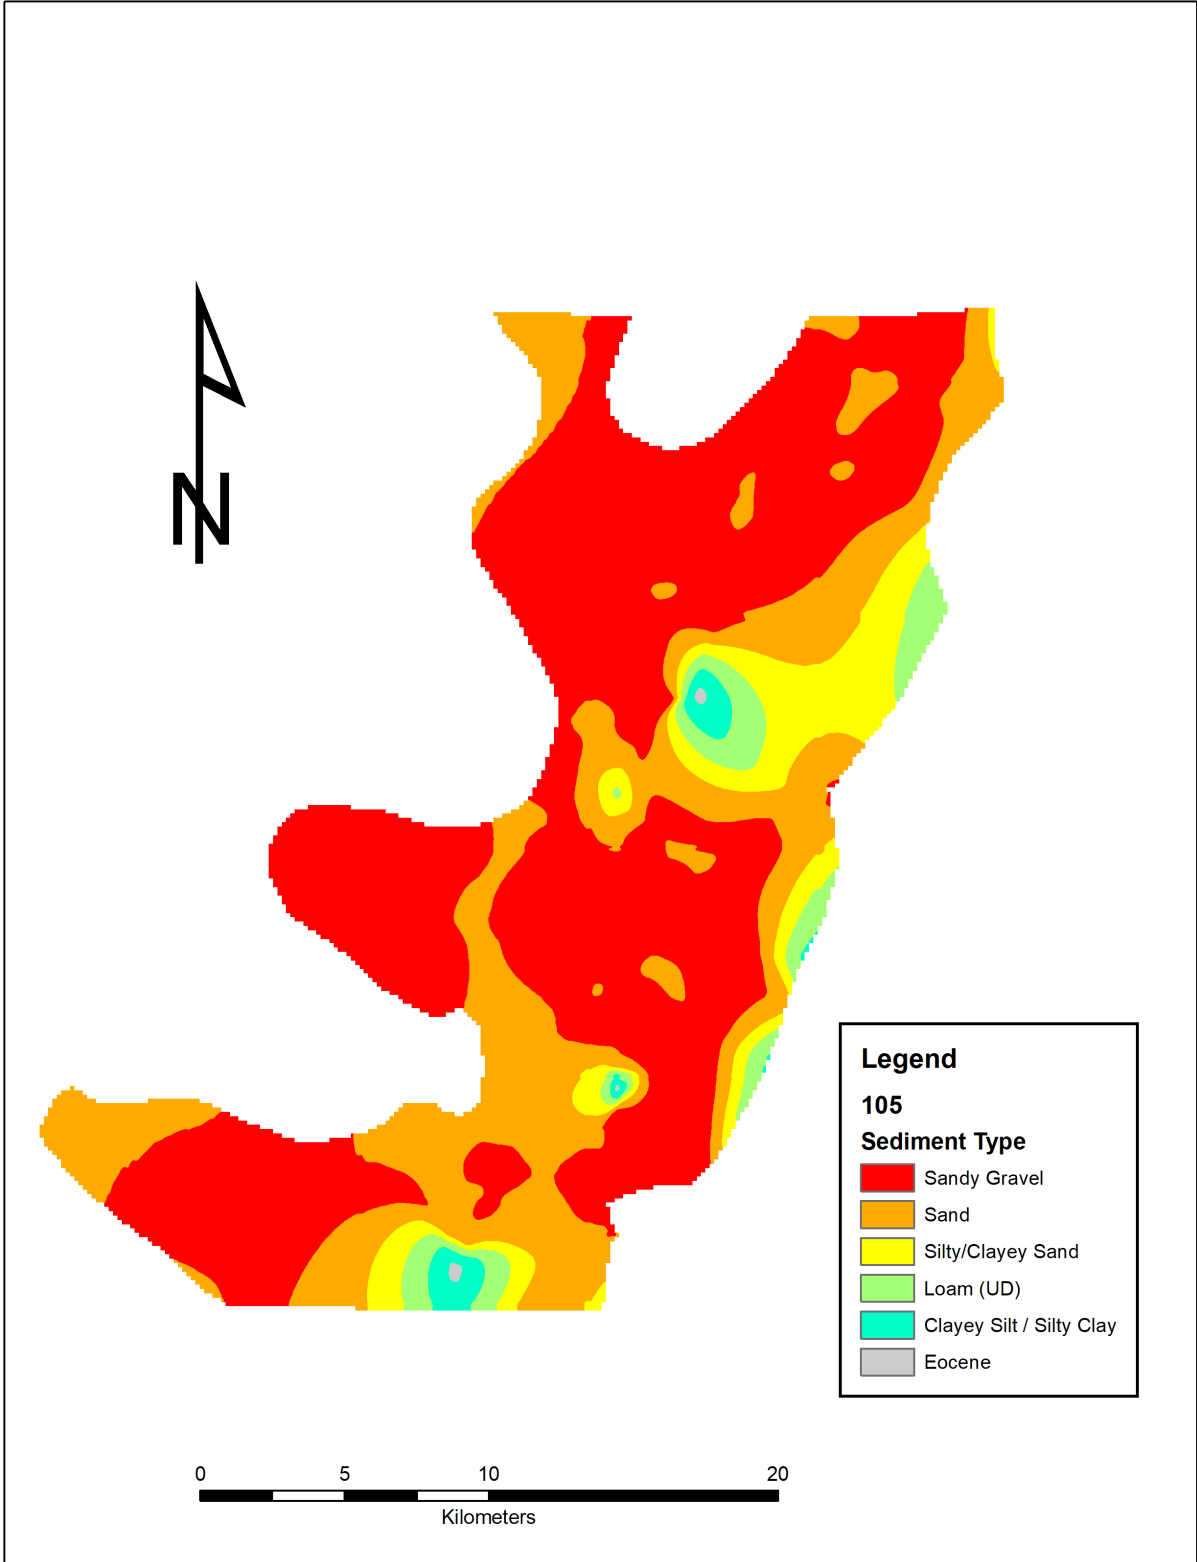 N
Legend
105
Sediment Type
Sandy Gravel
Sand
Silty/Clayey Sand
Loam (UD)
Clayey Silt / Silty Clay
Eocene
0 5 10 20
Kilometers